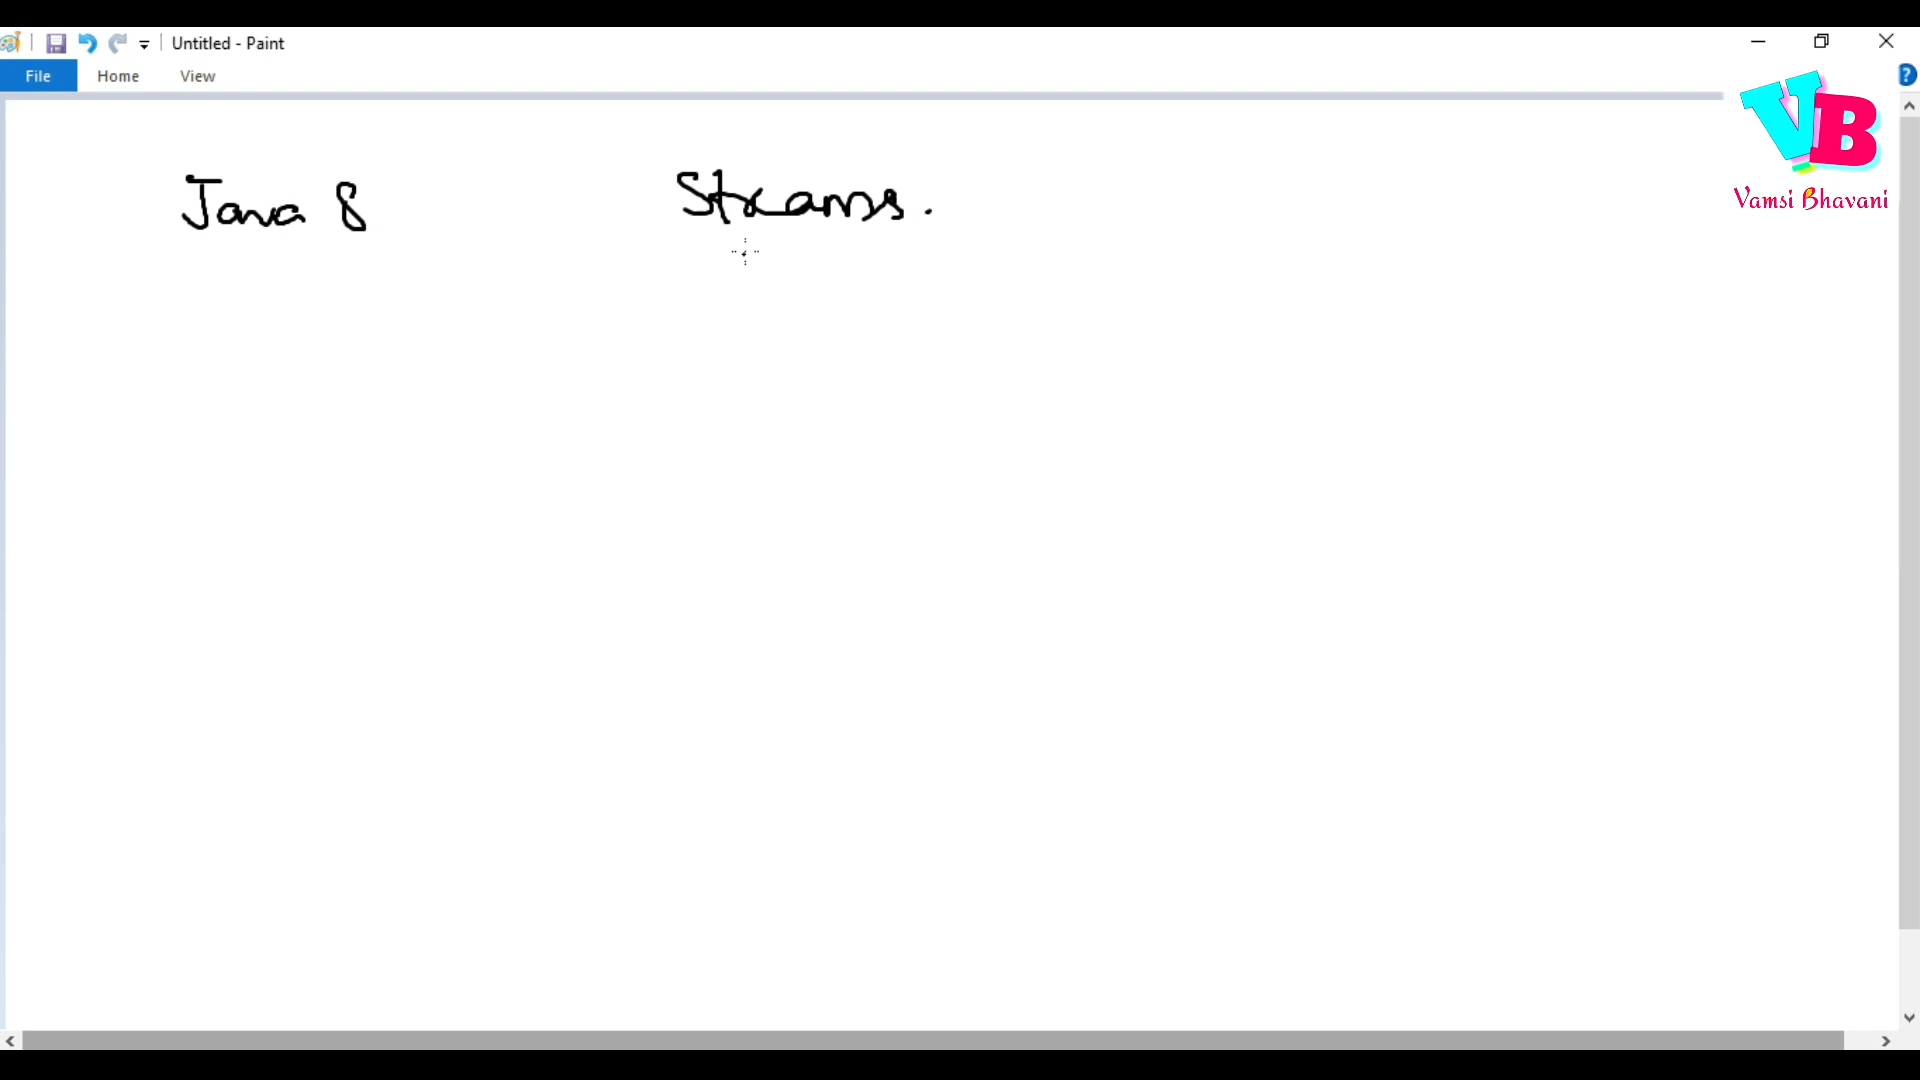 Untitled - Paint
File Home View
?
VB
Vamsi Bhavani
Java 8 Streams.